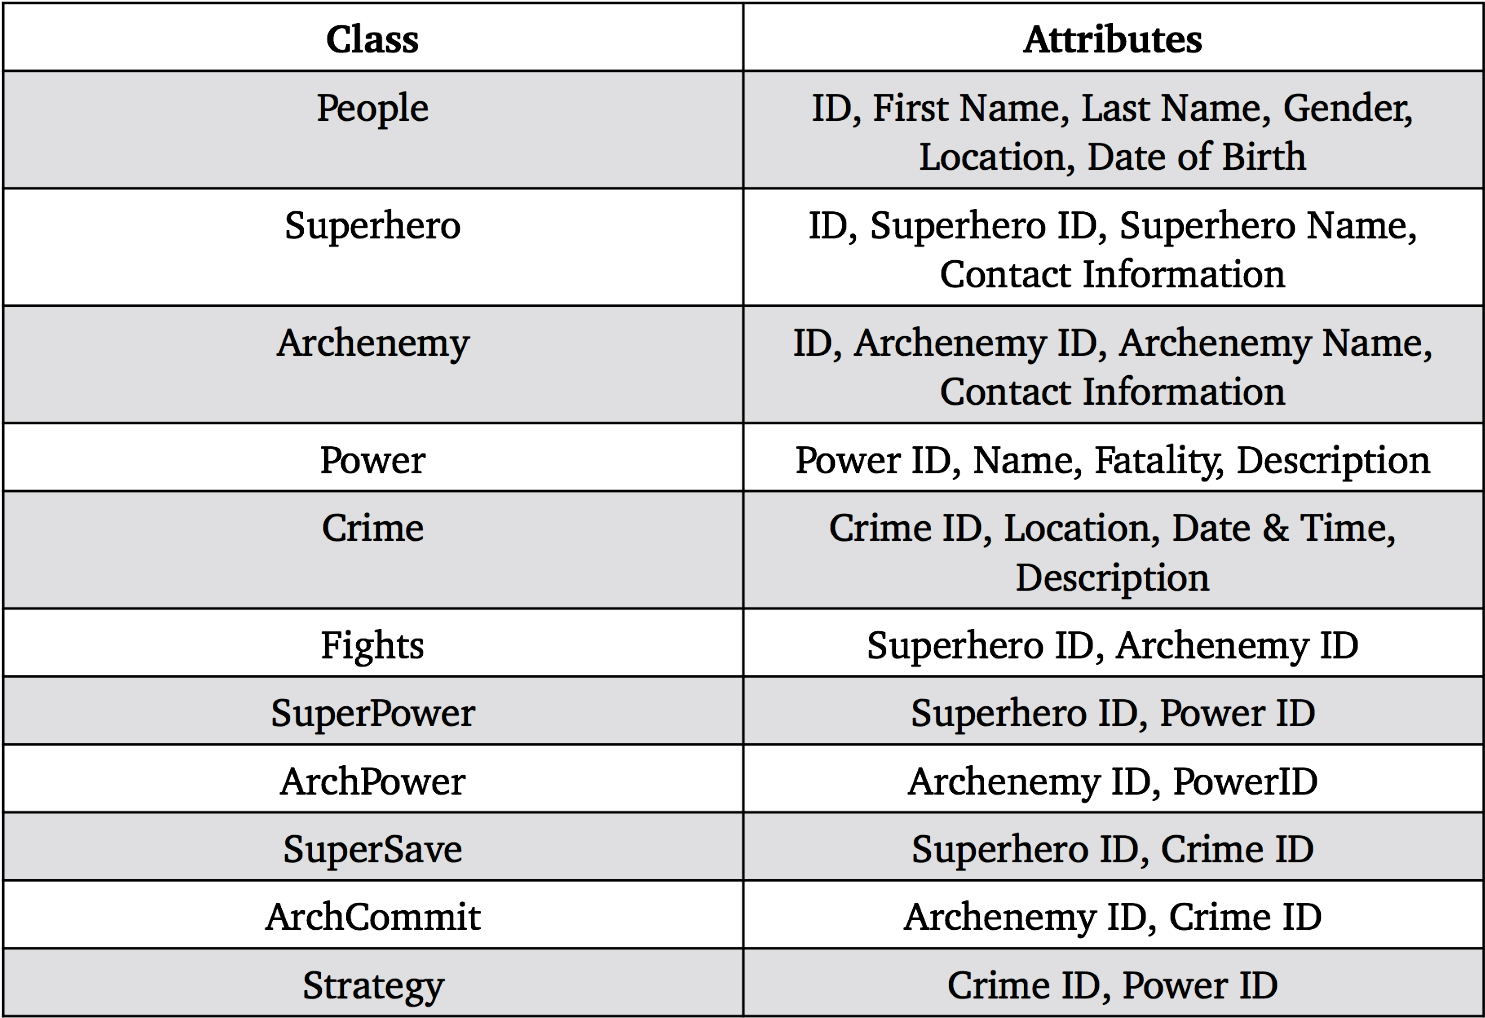 Class Attributes
People ID, First Name, Last Name, Gender,
Location, Date of Birth
Superhero ID, Superhero ID, Superhero Name,
Contact Information
Archenemy ID, Archenemy ID, Archenemy Name,
Contact Information
Power Power ID, Name, Fatality, Description
Crime Crime ID, Location, Date & Time,
Description
Fights Superhero ID, Archenemy ID
SuperPower Superhero ID, Power ID
ArchPower Archenemy ID, PowerID
SuperSave Superhero ID, Crime ID
ArchCommit Archenemy ID, Crime ID
Strategy Crime ID, Power ID